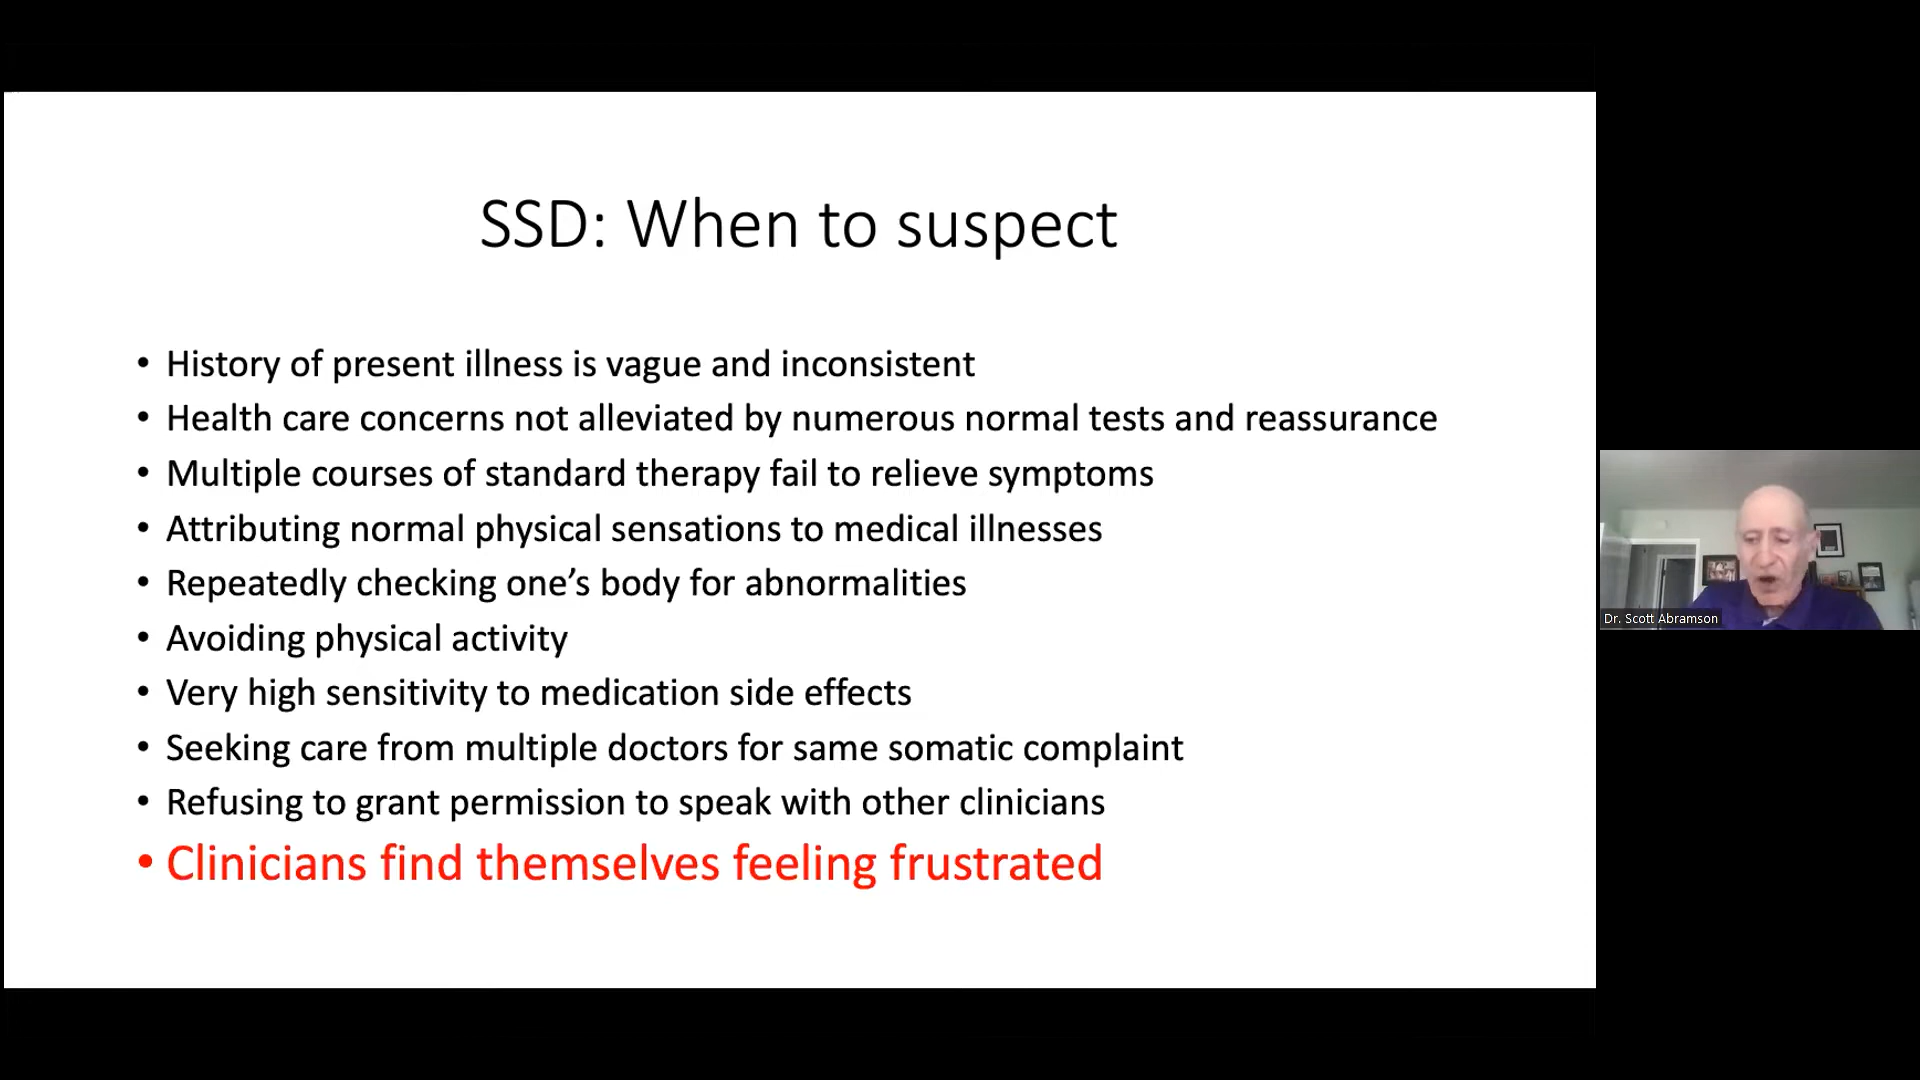 SSD: When to suspect
• History of present illness is vague and inconsistent
• Health care concerns not alleviated by numerous normal tests and reassurance
• Multiple courses of standard therapy fail to relieve symptoms
• Attributing normal physical sensations to medical illnesses
• Repeatedly checking one’s body for abnormalities
• Avoiding physical activity
• Very high sensitivity to medication side effects
• Seeking care from multiple doctors for same somatic complaint
• Refusing to grant permission to speak with other clinicians
• Clinicians find themselves feeling frustrated
Dr. Scott Abramson